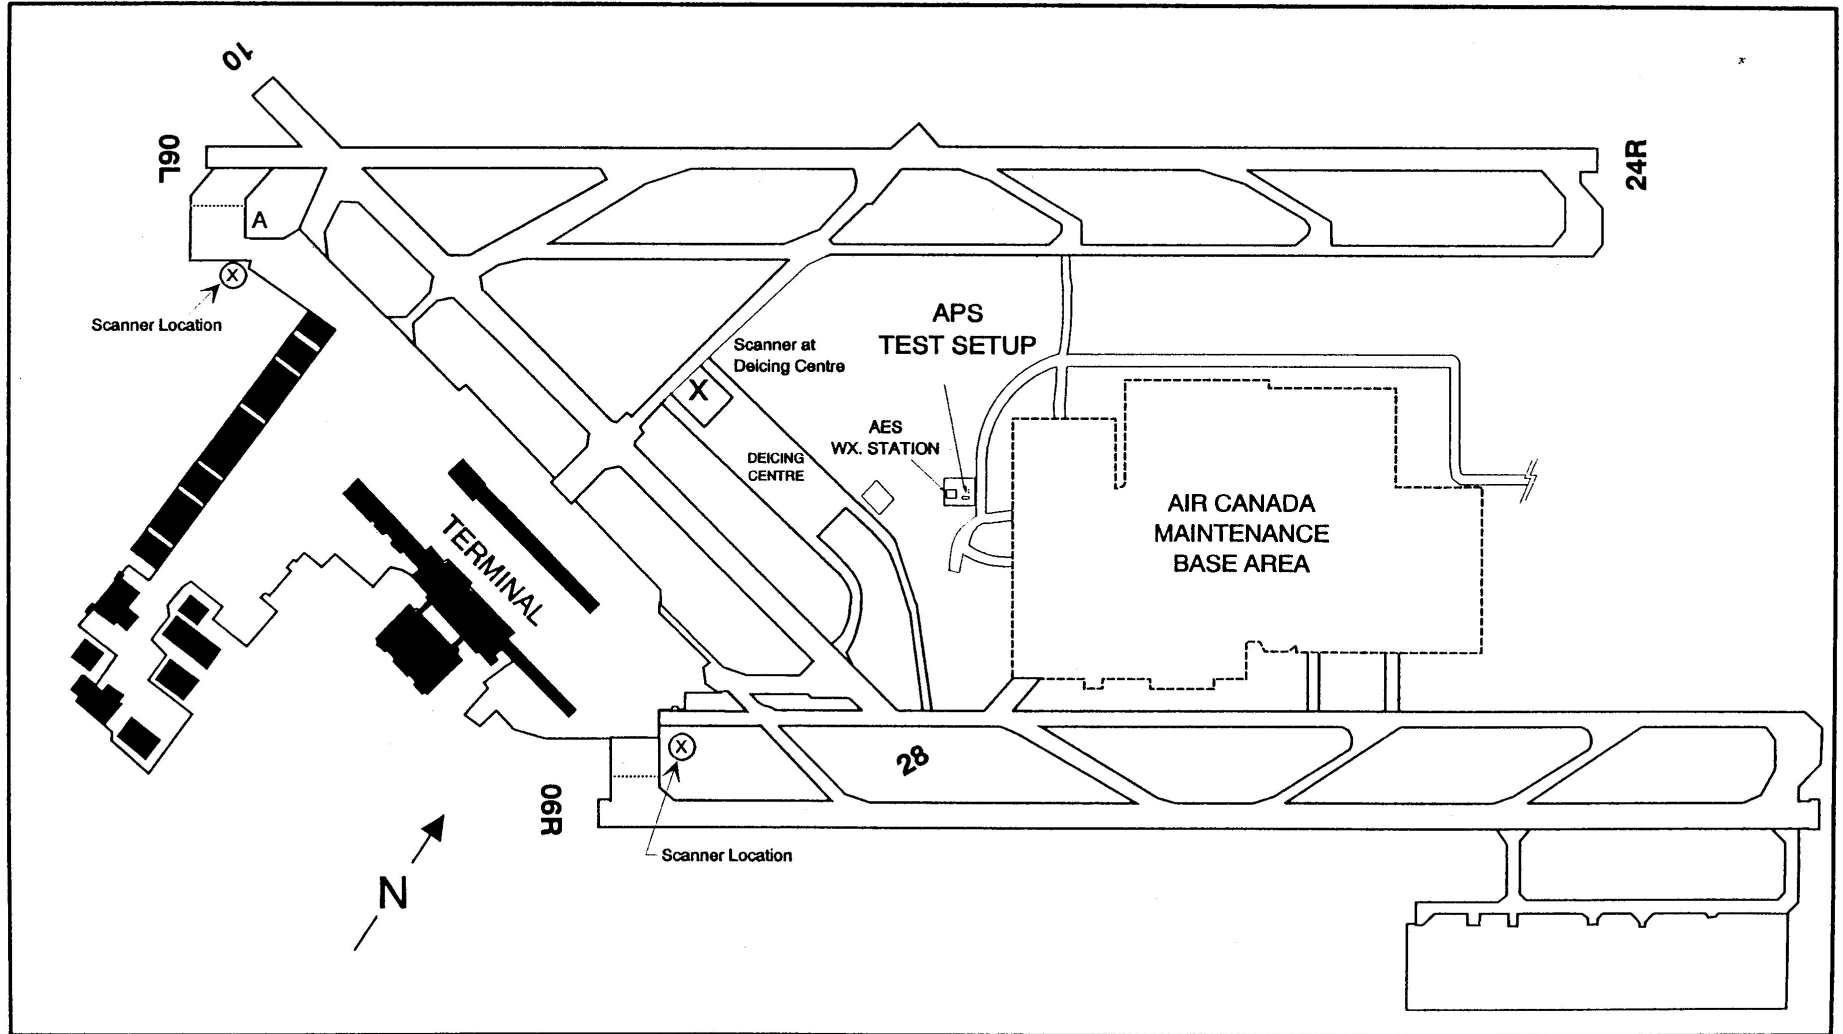 10
x
06L
24R
A
X
Scanner Location
APS
TEST SETUP
Scanner at
Deicing Centre
X
AES
WX. STATION
DEICING
CENTRE
AIR CANADA
MAINTENANCE
BASE AREA
TERMINAL
X
28
06R
Scanner Location
N